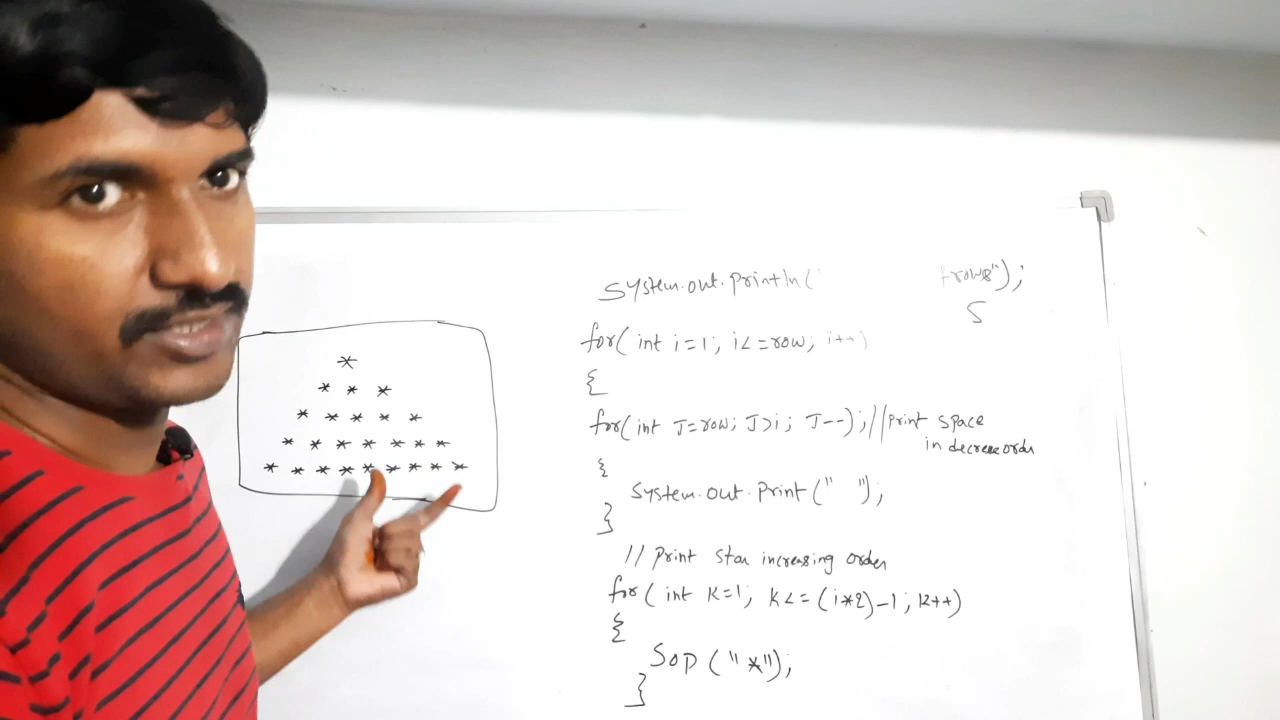 *
* * *
* * * * *
* * * * * * *
* * * * * * * * *
System.out.println("  rows");
5
for( int i=1; i<=row; i++)
{
for( int J=row; J>i; J--); //print space
in decreee order
{
System.out.print(" ");
}
// Print star increasing order
for( int K=1; K<=(i*2)-1; K++)
{
SOP("*");
}